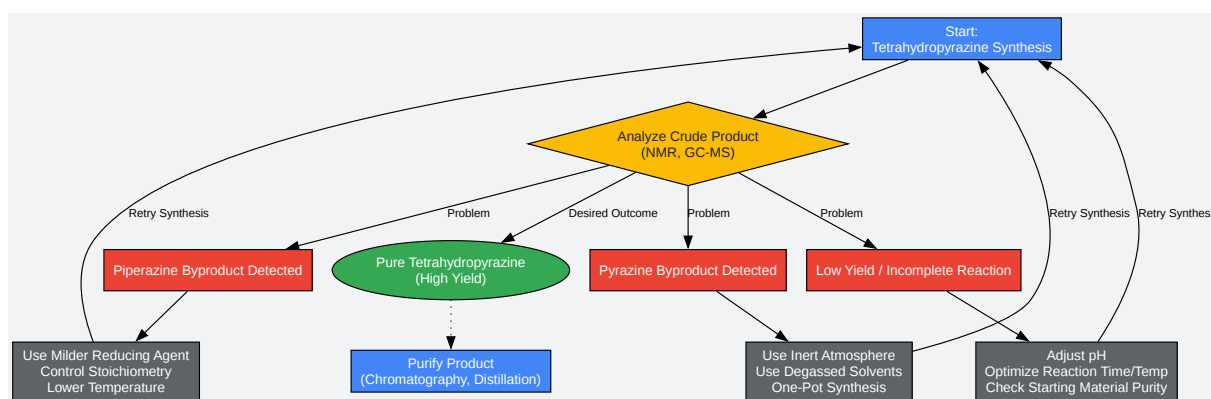 Start:
Tetrahydropyrazine Synthesis
Analyze Crude Product
(NMR, GC-MS)
Retry Synthesis
Problem
Desired Outcome
Problem
Problem
Retry Synthesis
Retry Synthes
Piperazine Byproduct Detected
Pure Tetrahydropyrazine
(High Yield)
Pyrazine Byproduct Detected
Low Yield / Incomplete Reaction
Use Milder Reducing Agent
Control Stoichiometry
Lower Temperature
Purify Product
(Chromatography, Distillation)
Use Inert Atmosphere
Use Degassed Solvents
One-Pot Synthesis
Adjust pH
Optimize Reaction Time/Temp
Check Starting Material Purity